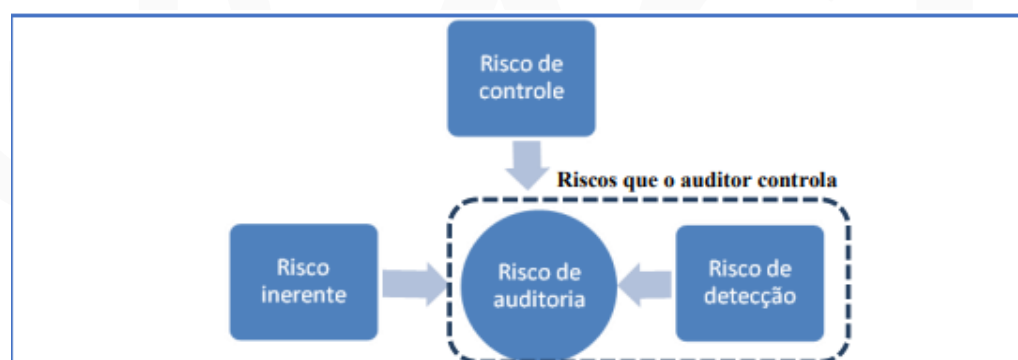 Risco de
controle
Riscos que o auditor controla
Risco
inerente
Risco de
auditoria
Risco de
detecção